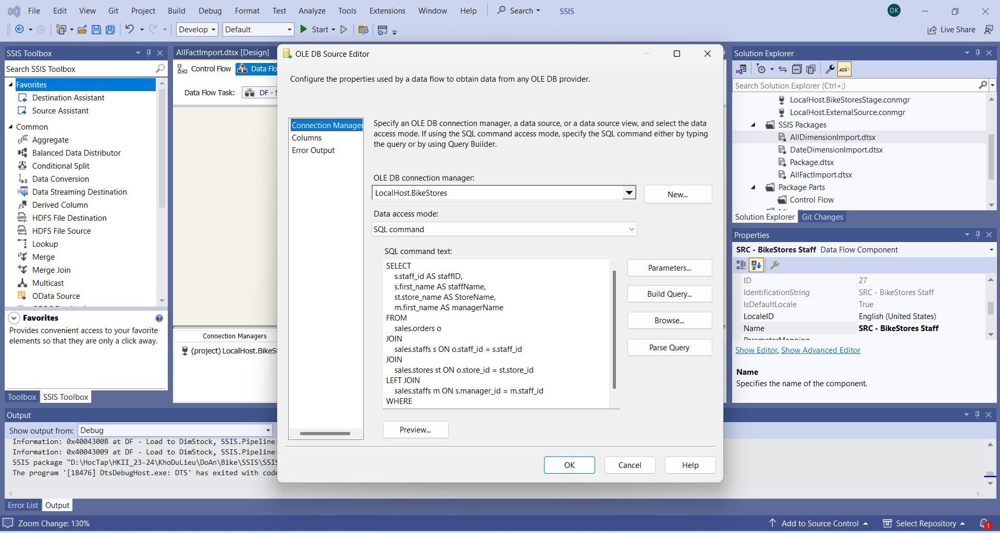 File Edit View Git Project Build Debug Format Test Analyze Tools Extensions Window Help Search SSIS DK
Develop Default Start Live Share
SSIS Toolbox
Search SSIS Toolbox
Favorites
Destination Assistant
Source Assistant
Common
Aggregate
Balanced Data Distributor
Conditional Split
Data Conversion
Data Streaming Destination
Derived Column
HDFS File Destination
HDFS File Source
Lookup
Merge
Merge Join
Multicast
OData Source
Favorites
Provides convenient access to your favorite
elements so that they are only a click away.
Toolbox SSIS Toolbox
AllFactImport.dtsx [Design]
Control Flow Data Flo
Data Flow Task: DF - S
Connection Managers
(project) LocalHost.BikeS
OLE DB Source Editor
Configure the properties used by a data flow to obtain data from any OLE DB provider.
Connection Manager
Columns
Error Output
Specify an OLE DB connection manager, a data source, or a data source view, and select the data
access mode. If using the SQL command access mode, specify the SQL command either by typing
the query or by using Query Builder.
OLE DB connection manager:
LocalHost.BikeStores New...
Data access mode:
SQL command
SQL command text:
SELECT
s.staff_id AS staffID,
s.first_name AS staffName,
st.store_name AS StoreName,
m.first_name AS managerName
FROM
sales.orders o
JOIN
sales.staffs s ON o.staff_id = s.staff_id
JOIN
sales.stores st ON o.store_id = st.store_id
LEFT JOIN
sales.staffs m ON s.manager_id = m.staff_id
WHERE
Parameters...
Build Query...
Browse...
Parse Query
Preview...
OK Cancel Help
Solution Explorer
Search Solution Explorer (Ctrl+;)
LocalHost.BikeStoresStage.conmgr
LocalHost.ExternalSource.conmgr
SSIS Packages
AllDimensionImport.dtsx
DateDimensionImport.dtsx
Package.dtsx
AllFactImport.dtsx
Package Parts
Control Flow
Solution Explorer Git Changes
Properties
SRC - BikeStores Staff Data Flow Component
ID 27
IdentificationString SRC - BikeStores Staff
IsDefaultLocale True
LocaleID English (United States)
Name SRC - BikeStores Staff
ParameterMapping
Show Editor, Show Advanced Editor
Name
Specifies the name of the component.
Output
Show output from: Debug
Information: 0x4004300B at DF - Load to DimStock, SSIS.Pipeline:
Information: 0x40043009 at DF - Load to DimStock, SSIS.Pipeline:
SSIS package "D:\HocTap\HKII_23-24\KhoDuLieu\DoAn\Bike\SSIS\SSIS
The program '[18476] DtsDebugHost.exe: DTS' has exited with code
Error List Output
Zoom Change: 130% Add to Source Control Select Repository 1